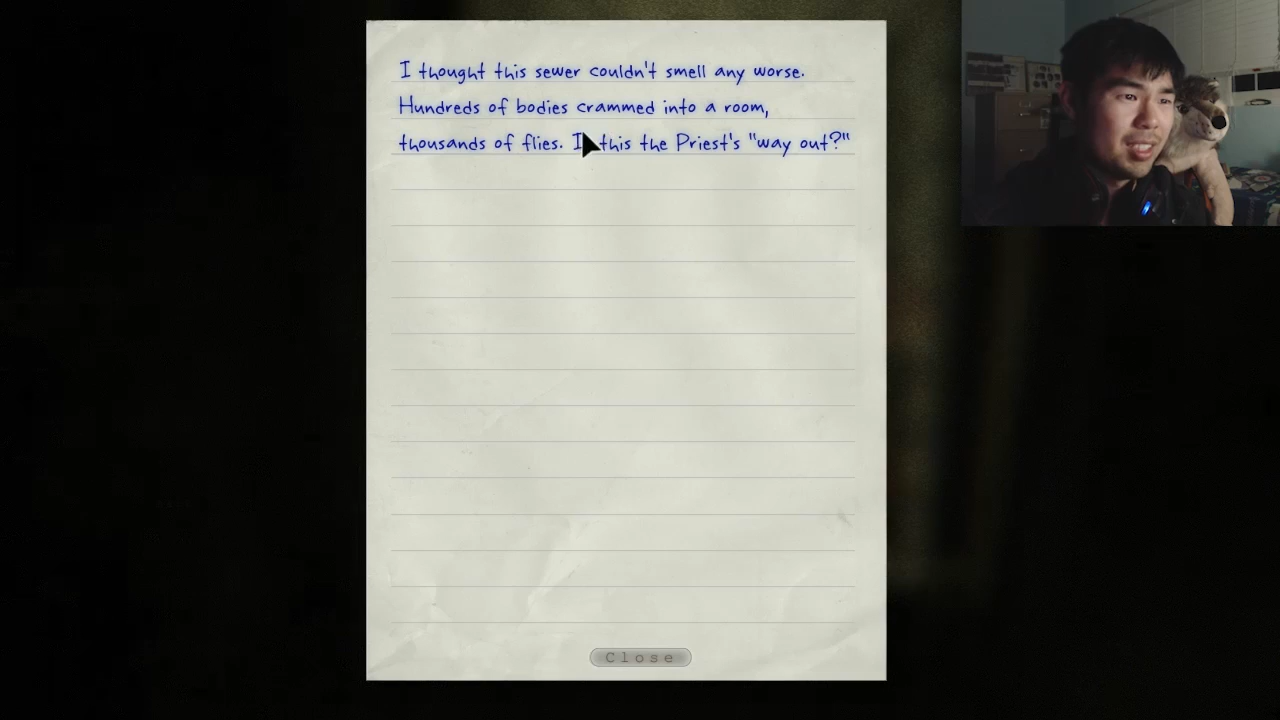 I thought this sewer couldn't smell any worse.
Hundreds of bodies crammed into a room,
thousands of flies. this the Priest's "way out?"
Close